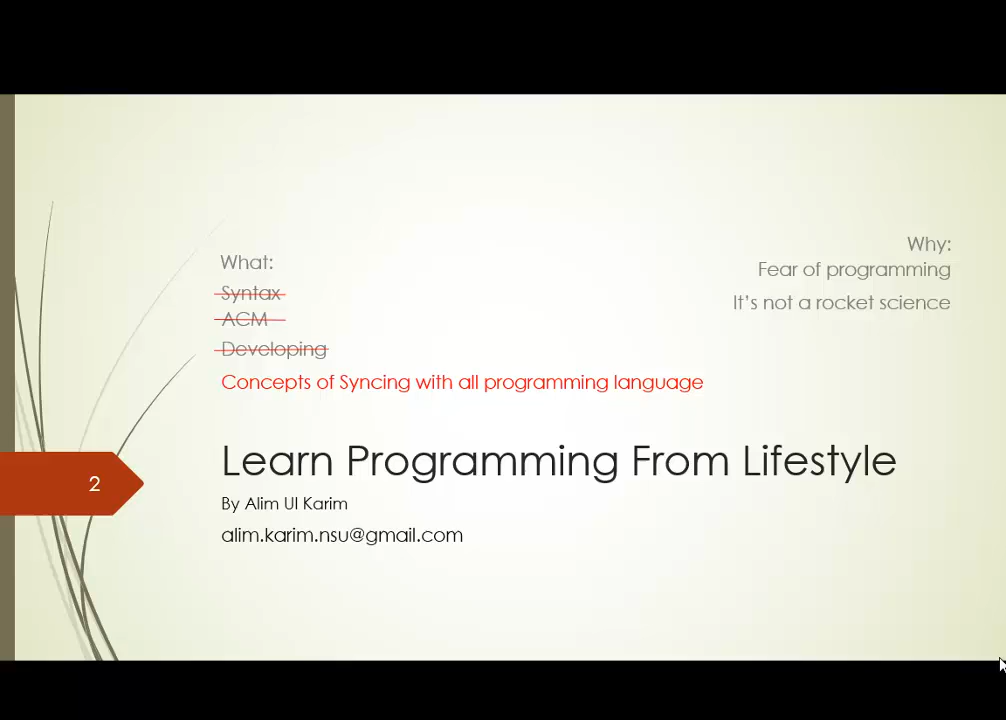 What:
Syntax
ACM
Developing
Concepts of Syncing with all programming language
Why:
Fear of programming
It's not a rocket science
Learn Programming From Lifestyle
By Alim Ul Karim
alim.karim.nsu@gmail.com
2